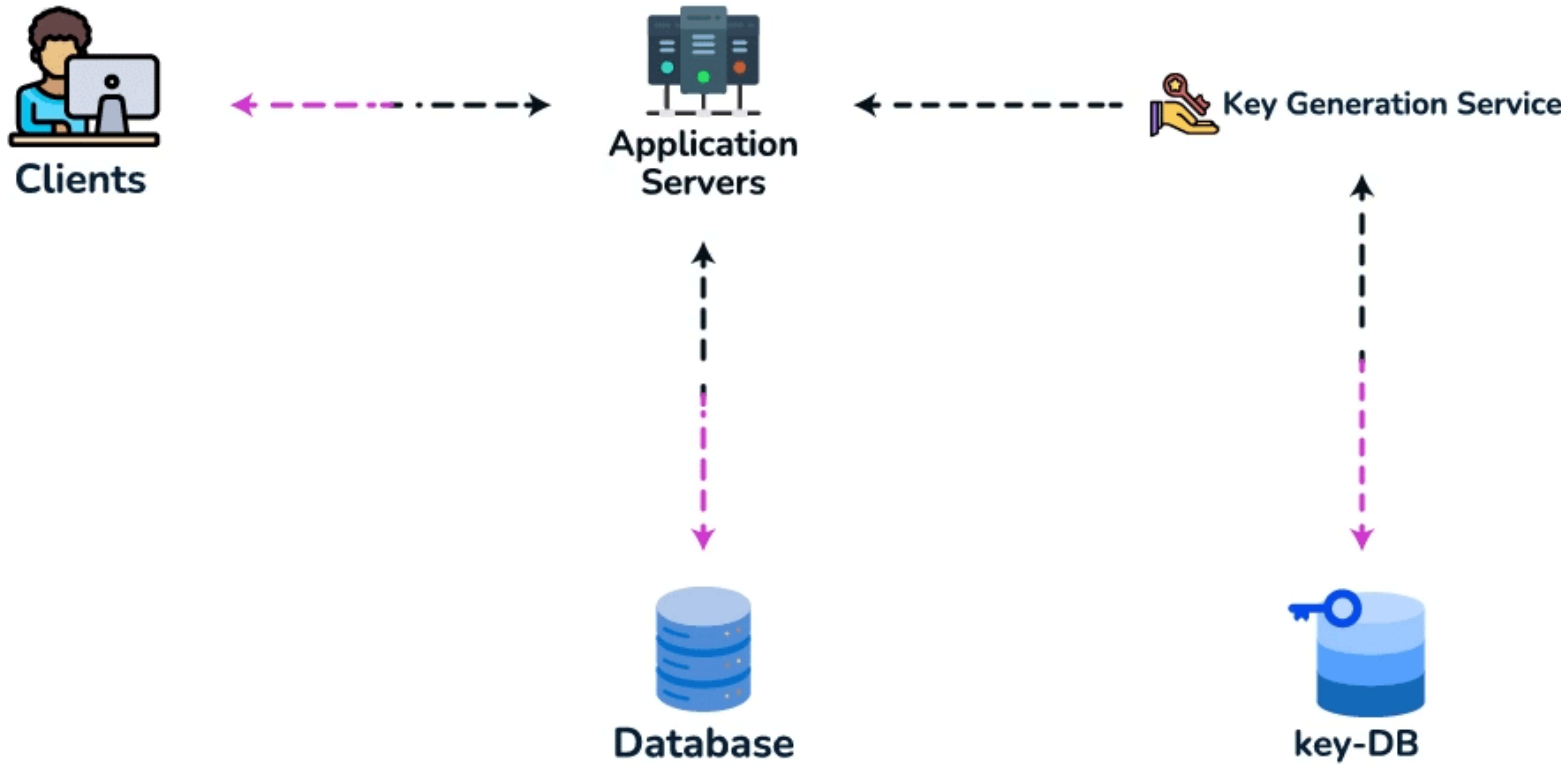 Clients
Application
Servers
Key Generation Service
Database
key-DB